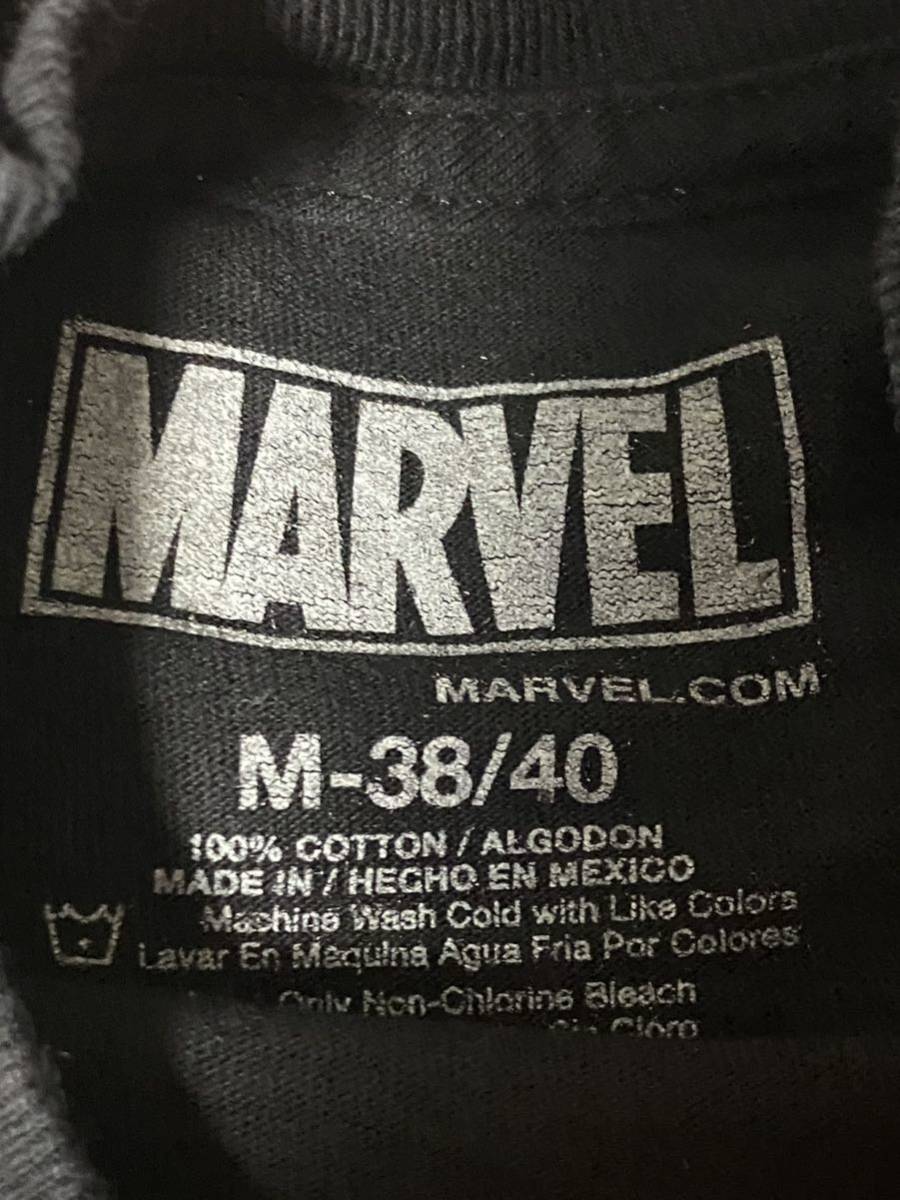 MARVEL
MARVEL.COM
M-38/40
100% COTTON / ALGODON
MADE IN / HECHO EN MEXICO
Machine Wash Cold with Like Colors
Lavar En Maquina Agua Fria Por Colores
Only Non-Chlorine Bleach
Cloro